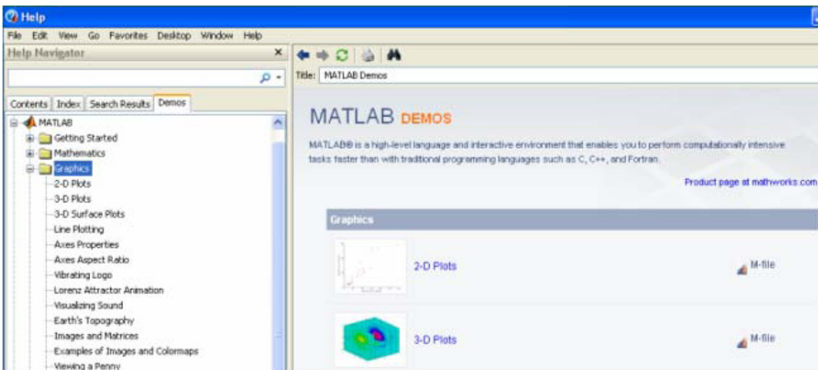 Help
File Edit View Go Favorites Desktop Window Help
Help Navigator
Title: MATLAB Demos
Contents Index Search Results Demos
MATLAB
Getting Started
Mathematics
Graphics
2-D Plots
3-D Plots
3-D Surface Plots
Line Plotting
Axes Properties
Axes Aspect Ratio
Vibrating Logo
Lorenz Attractor Animation
Visualizing Sound
Earth's Topography
Images and Matrices
Examples of Images and Colormaps
Viewing a Penny
MATLAB DEMOS
MATLAB® is a high-level language and interactive environment that enables you to perform computationally intensive
tasks faster than with traditional programming languages such as C, C++, and Fortran.
Product page at mathworks.com
Graphics
2-D Plots M-file
3-D Plots M-file